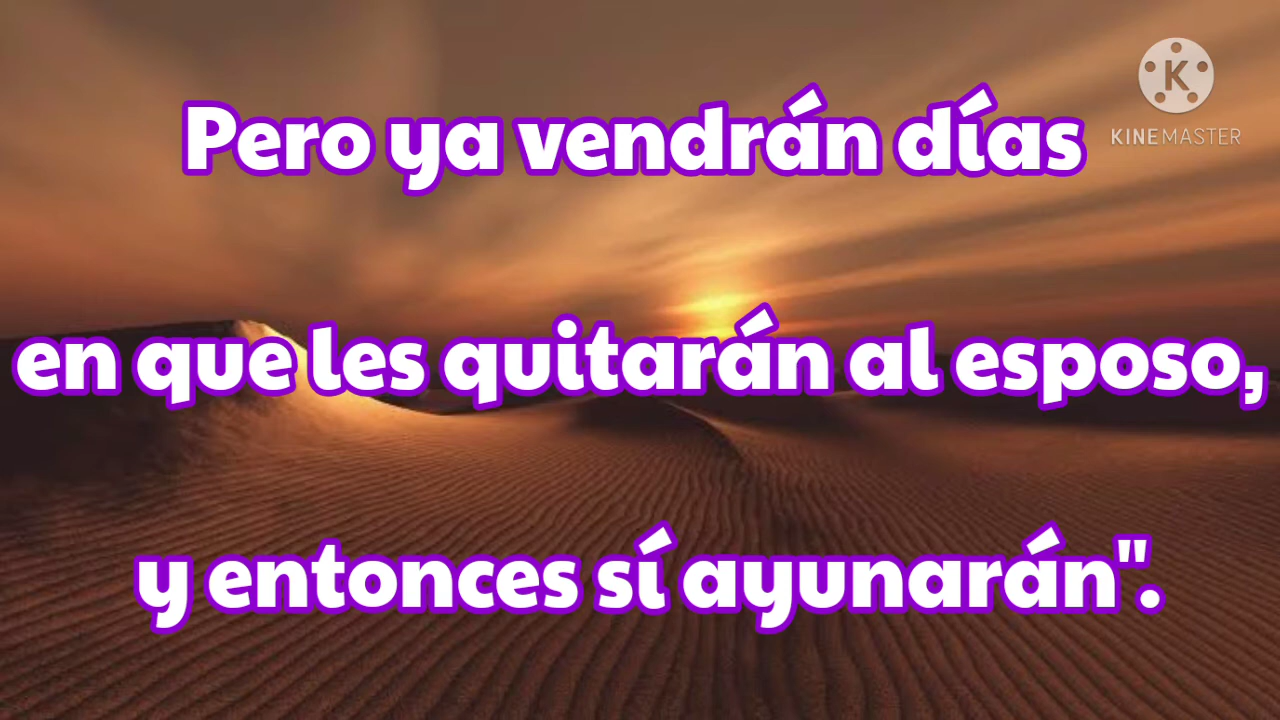 Pero ya vendrán días
K
KINEMASTER
en que les quitarán al esposo,
y entonces sí ayunarán".